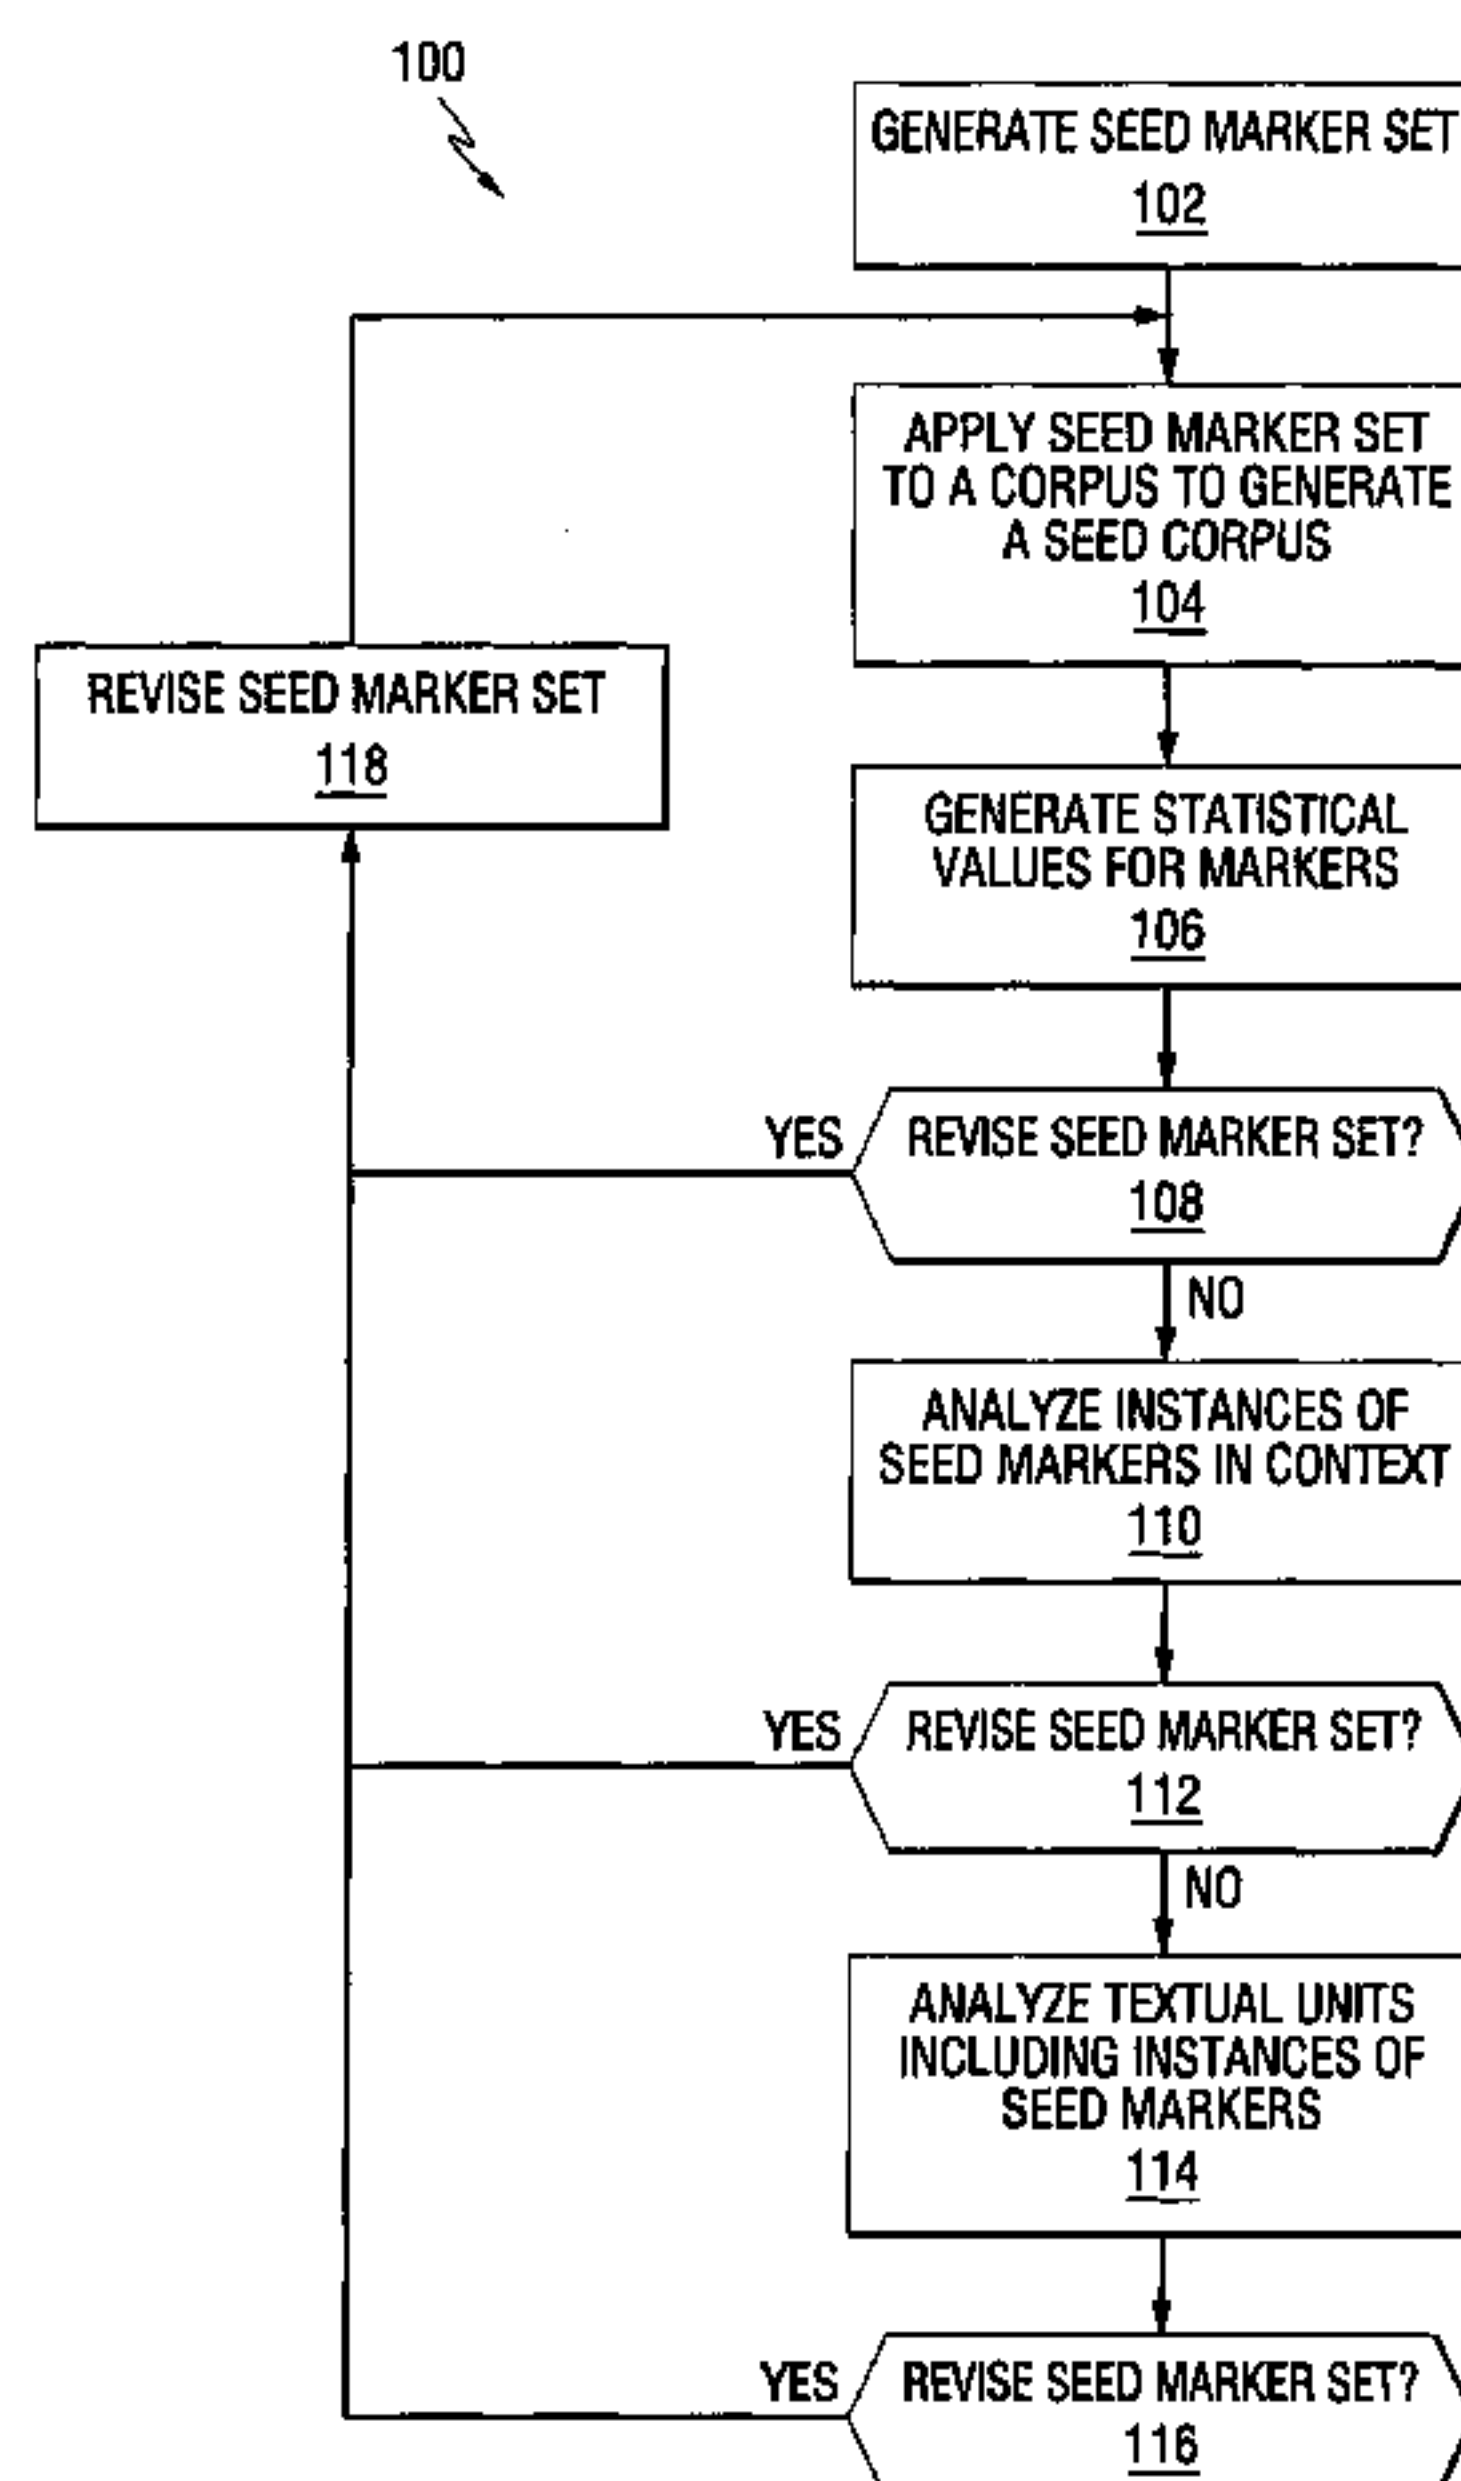 100
GENERATE SEED MARKER SET
102
APPLY SEED MARKER SET
TO A CORPUS TO GENERATE
A SEED CORPUS
104
REVISE SEED MARKER SET
118
GENERATE STATISTICAL
VALUES FOR MARKERS
106
YES
REVISE SEED MARKER SET?
108
NO
ANALYZE INSTANCES OF
SEED MARKERS IN CONTEXT
110
YES
REVISE SEED MARKER SET?
112
NO
ANALYZE TEXTUAL UNITS
INCLUDING INSTANCES OF
SEED MARKERS
114
YES
REVISE SEED MARKER SET?
116